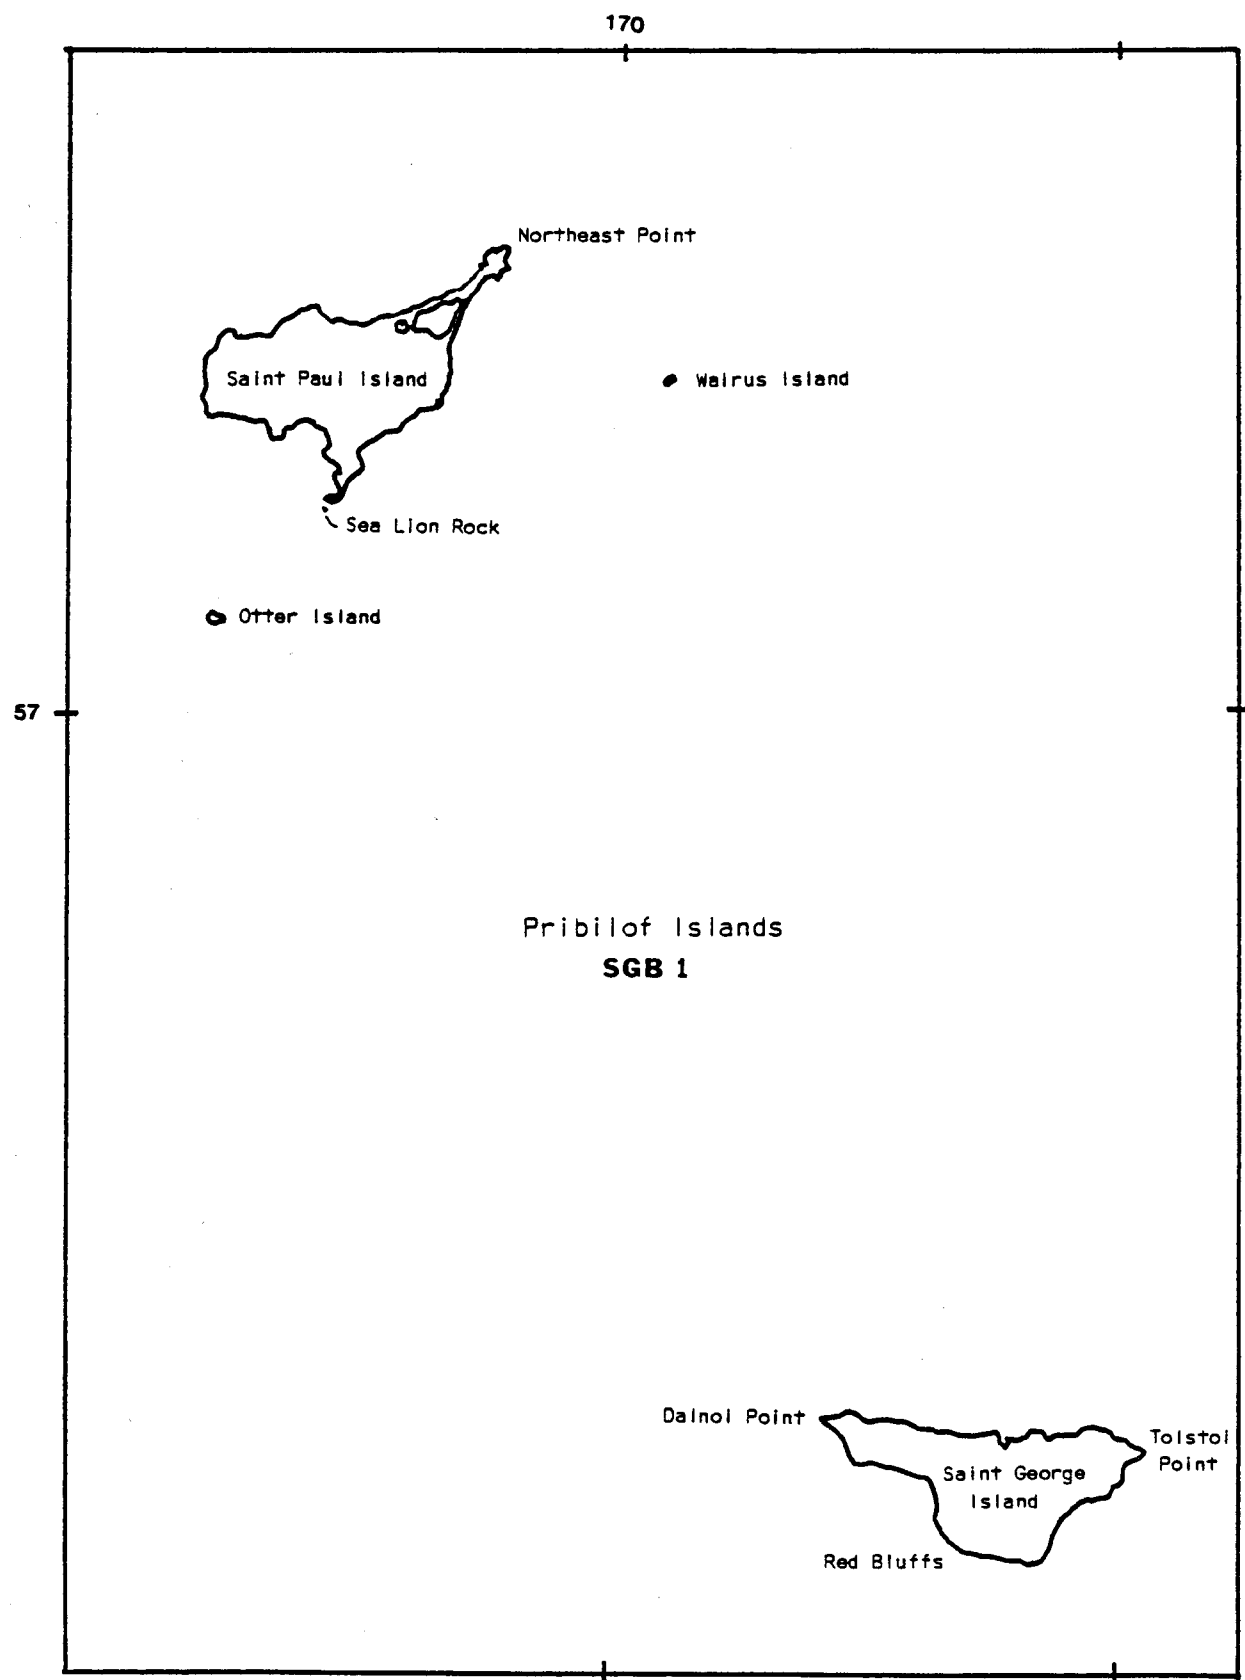 170
Northeast Point
Saint Paul Island
Walrus Island
Sea Lion Rock
Otter Island
57
Pribilof Islands
SGB 1
Dalnoi Point
Tolstoi
Point
Saint George
Island
Red Bluffs